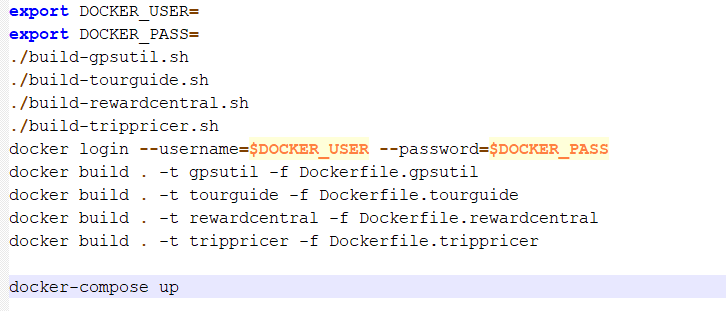 export DOCKER_USER=
export DOCKER_PASS=
./build-gpsutil.sh
./build-tourguide.sh
./build-rewardcentral.sh
./build-trippricer.sh
docker login --username=$DOCKER_USER --password=$DOCKER_PASS
docker build . -t gpsutil -f Dockerfile.gpsutil
docker build . -t tourguide -f Dockerfile.tourguide
docker build . -t rewardcentral -f Dockerfile.rewardcentral
docker build . -t trippricer -f Dockerfile.trippricer
docker-compose up